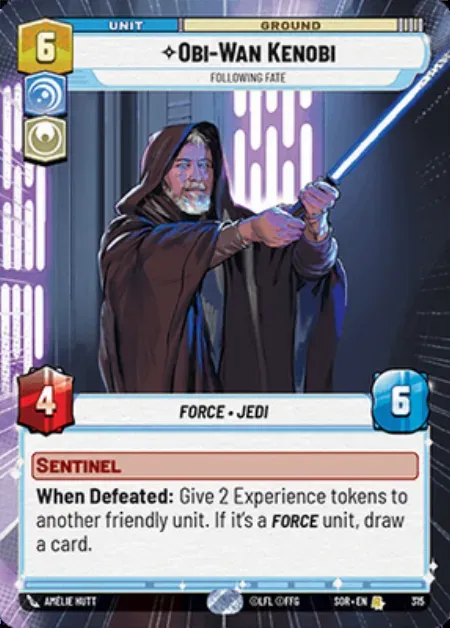 UNIT GROUND
6
✧OBI-WAN KENOBI
FOLLOWING FATE
4
FORCE • JEDI
6
SENTINEL
When Defeated: Give 2 Experience tokens to
another friendly unit. If it's a FORCE unit, draw
a card.
AMÉLIE HUTT ©LFL ©FFG SOR•EN R 315